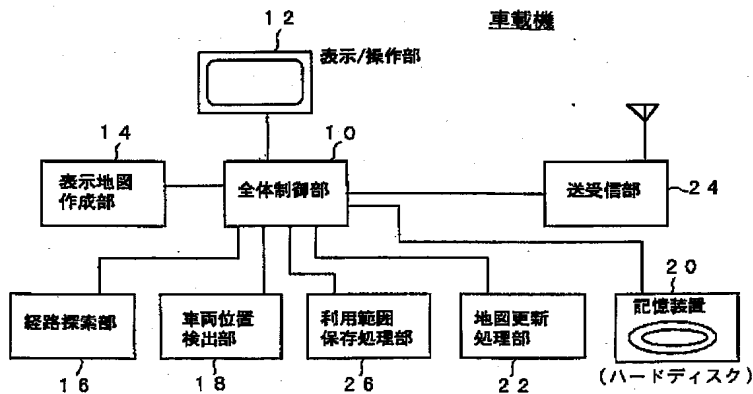 車載機
12
表示/操作部
14
10
表示地図
作成部
全体制御部
送受信部
24
20
経路探索部
車両位置
検出部
利用範囲
保存処理部
地図更新
処理部
記憶装置
(ハードディスク)
16
18
26
22